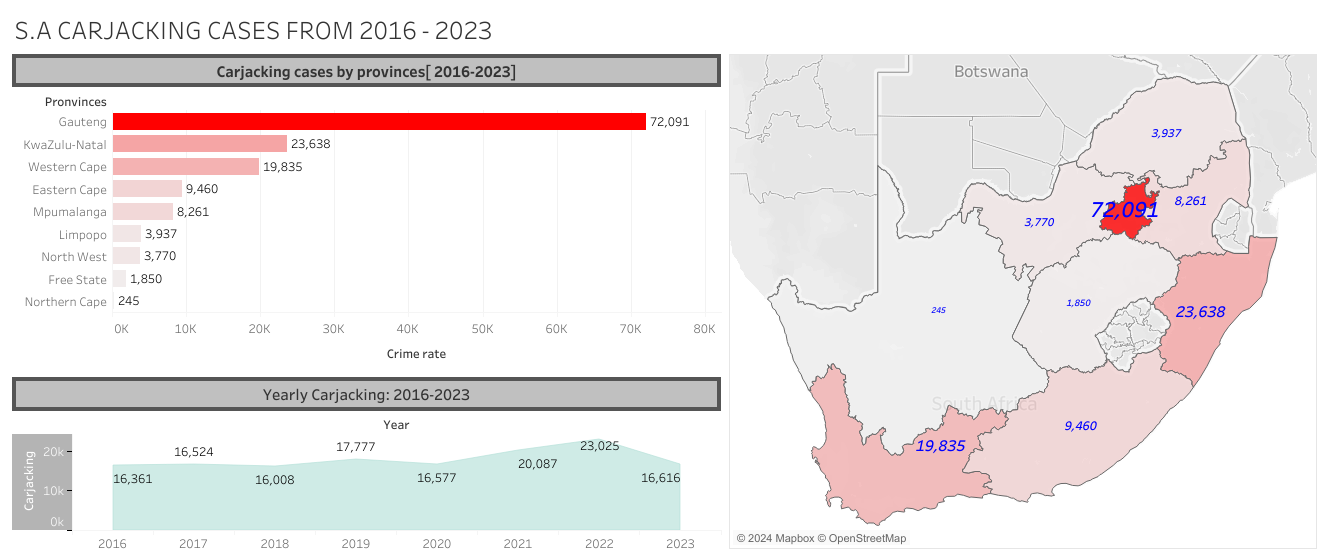 S.A CARJACKING CASES FROM 2016 - 2023
Carjacking cases by provinces[ 2016-2023]
Pronvinces
Gauteng 72,091
KwaZulu-Natal 23,638
Western Cape 19,835
Eastern Cape 9,460
Mpumalanga 8,261
Limpopo 3,937
North West 3,770
Free State 1,850
Northern Cape 245
0K 10K 20K 30K 40K 50K 60K 70K 80K
Crime rate
Yearly Carjacking: 2016-2023
Year
Carjacking
20k
10k
0k
16,361 16,524 16,008 17,777 16,577 20,087 23,025 16,616
2016 2017 2018 2019 2020 2021 2022 2023
Botswana
3,937
72,091 8,261
3,770
245 1,850 23,638
South Africa
19,835 9,460
© 2024 Mapbox © OpenStreetMap